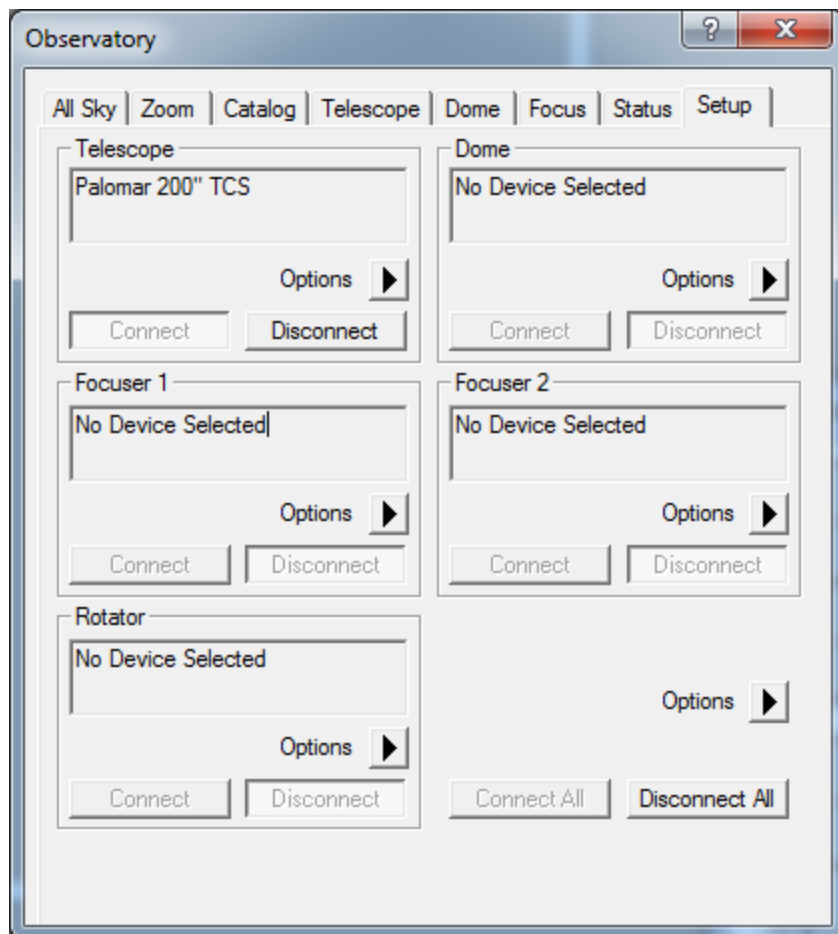 Observatory
All Sky Zoom Catalog Telescope Dome Focus Status Setup
Telescope
Palomar 200" TCS
Options
Connect Disconnect
Dome
No Device Selected
Options
Connect Disconnect
Focuser 1
No Device Selected
Options
Connect Disconnect
Focuser 2
No Device Selected
Options
Connect Disconnect
Rotator
No Device Selected
Options
Connect Disconnect
Options
Connect All Disconnect All